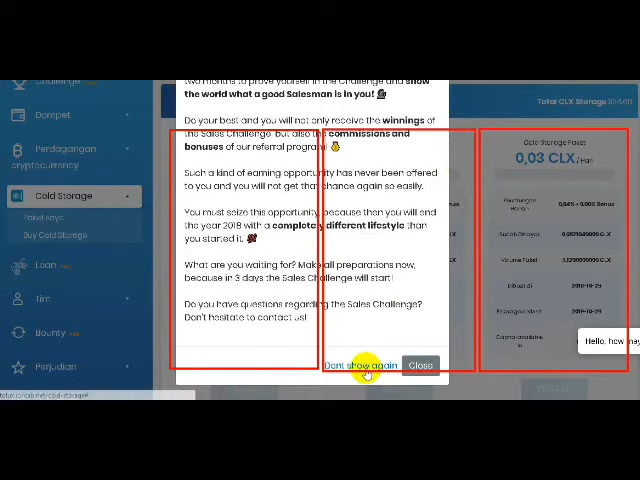 Challenge
Dompet
Perdagangan
cryptocurrency
Cold Storage
Paket saya
Buy Cold Storage
Loan
Tim
Bounty
Perjudian
two months to prove yourself in the Challenge and show
the world what a good Salesman is in you!
Do your best and you will not only receive the winnings
of the Sales Challenge, but also the commissions and
bonuses of our referral program!
Such a kind of earning opportunity has never been offered
to you and you will not get that chance again so easily.
You must seize this opportunity, because then you will end
the year 2018 with a completely different lifestyle than
you started it.
What are you waiting for? Make all preparations now,
because in 3 days the Sales Challenge will start!
Do you have questions regarding the Sales Challenge?
Don't hesitate to contact us!
Dont show again
Close
Total CLX Storage
Cold Storage Paket
0,03 CLX / Hari
Keuntungan
Harian
Sudah Dibayar
Volume Paket
Dibuat Di
2018-10-29
2019-10-29
Hello, how may